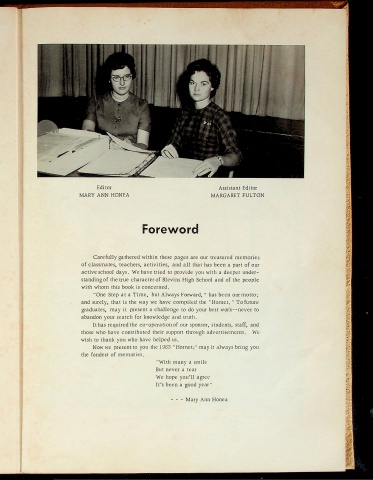 Editor
MARY ANN HONEA
Assistant Editor
MARGARET FULTON
Foreword
Carefully gathered within these pages are our treasured memories
of classmates, teachers, activities, and all that has been a part of our
active school days. We have tried to provide you with a deeper under-
standing of the true character of Blevins High School and of the people
with whom this book is concerned.
"One Step at a Time, but Always Forward," has been our motto;
and surely, that is the way we have compiled the "Hornet." To future
graduates, may it present a challenge to do your best work--never to
abandon your search for knowledge and truth.
It has required the co-operation of our sponsor, students, staff, and
those who have contributed their support through advertisements. We
wish to thank you who have helped us.
Now we present to you the 1965 "Hornet;" may it always bring you
the fondest of memories.
"With many a smile
But never a tear
We hope you'll agree
It's been a good year"
--- Mary Ann Honea